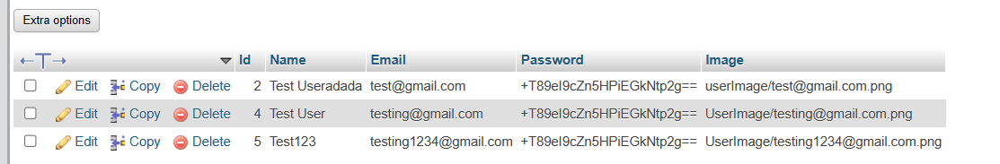 Extra options
←T→ Id Name Email Password Image
Edit Copy Delete 2 Test Useradada test@gmail.com +T89eI9cZn5HPiEGkNtp2g== userImage/test@gmail.com.png
Edit Copy Delete 4 Test User testing@gmail.com +T89eI9cZn5HPiEGkNtp2g== UserImage/testing@gmail.com.png
Edit Copy Delete 5 Test123 testing1234@gmail.com +T89eI9cZn5HPiEGkNtp2g== UserImage/testing1234@gmail.com.png